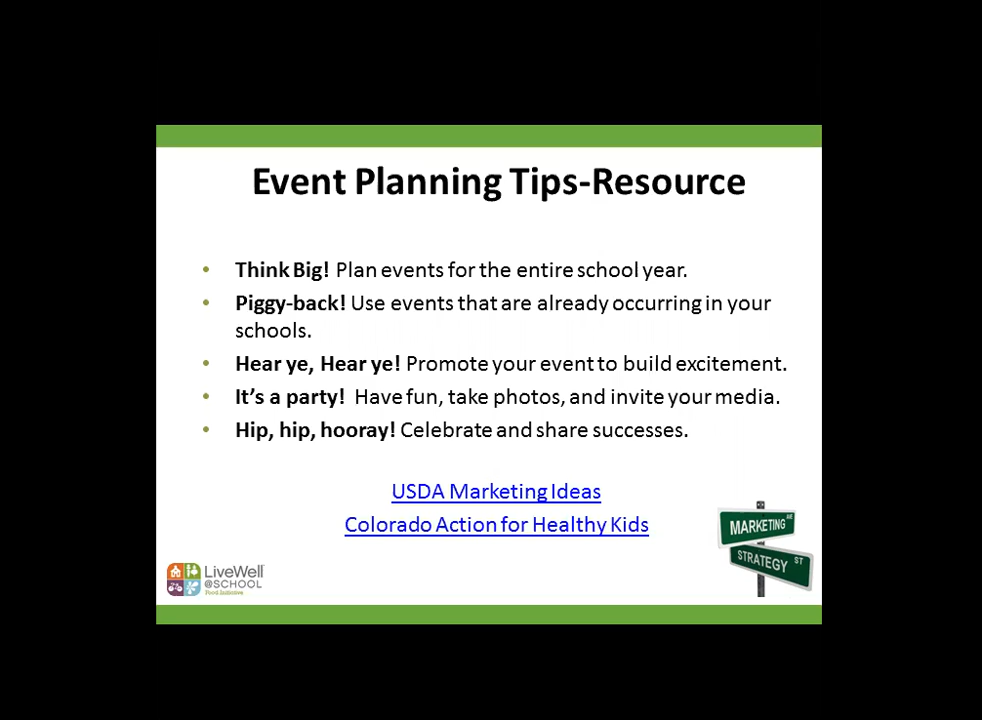 Event Planning Tips-Resource
• Think Big! Plan events for the entire school year.
• Piggy-back! Use events that are already occurring in your
schools.
• Hear ye, Hear ye! Promote your event to build excitement.
• It's a party!  Have fun, take photos, and invite your media.
• Hip, hip, hooray! Celebrate and share successes.
USDA Marketing Ideas
Colorado Action for Healthy Kids
MARKETING AVE
STRATEGY ST
LiveWell
@SCHOOL
Food Initiative